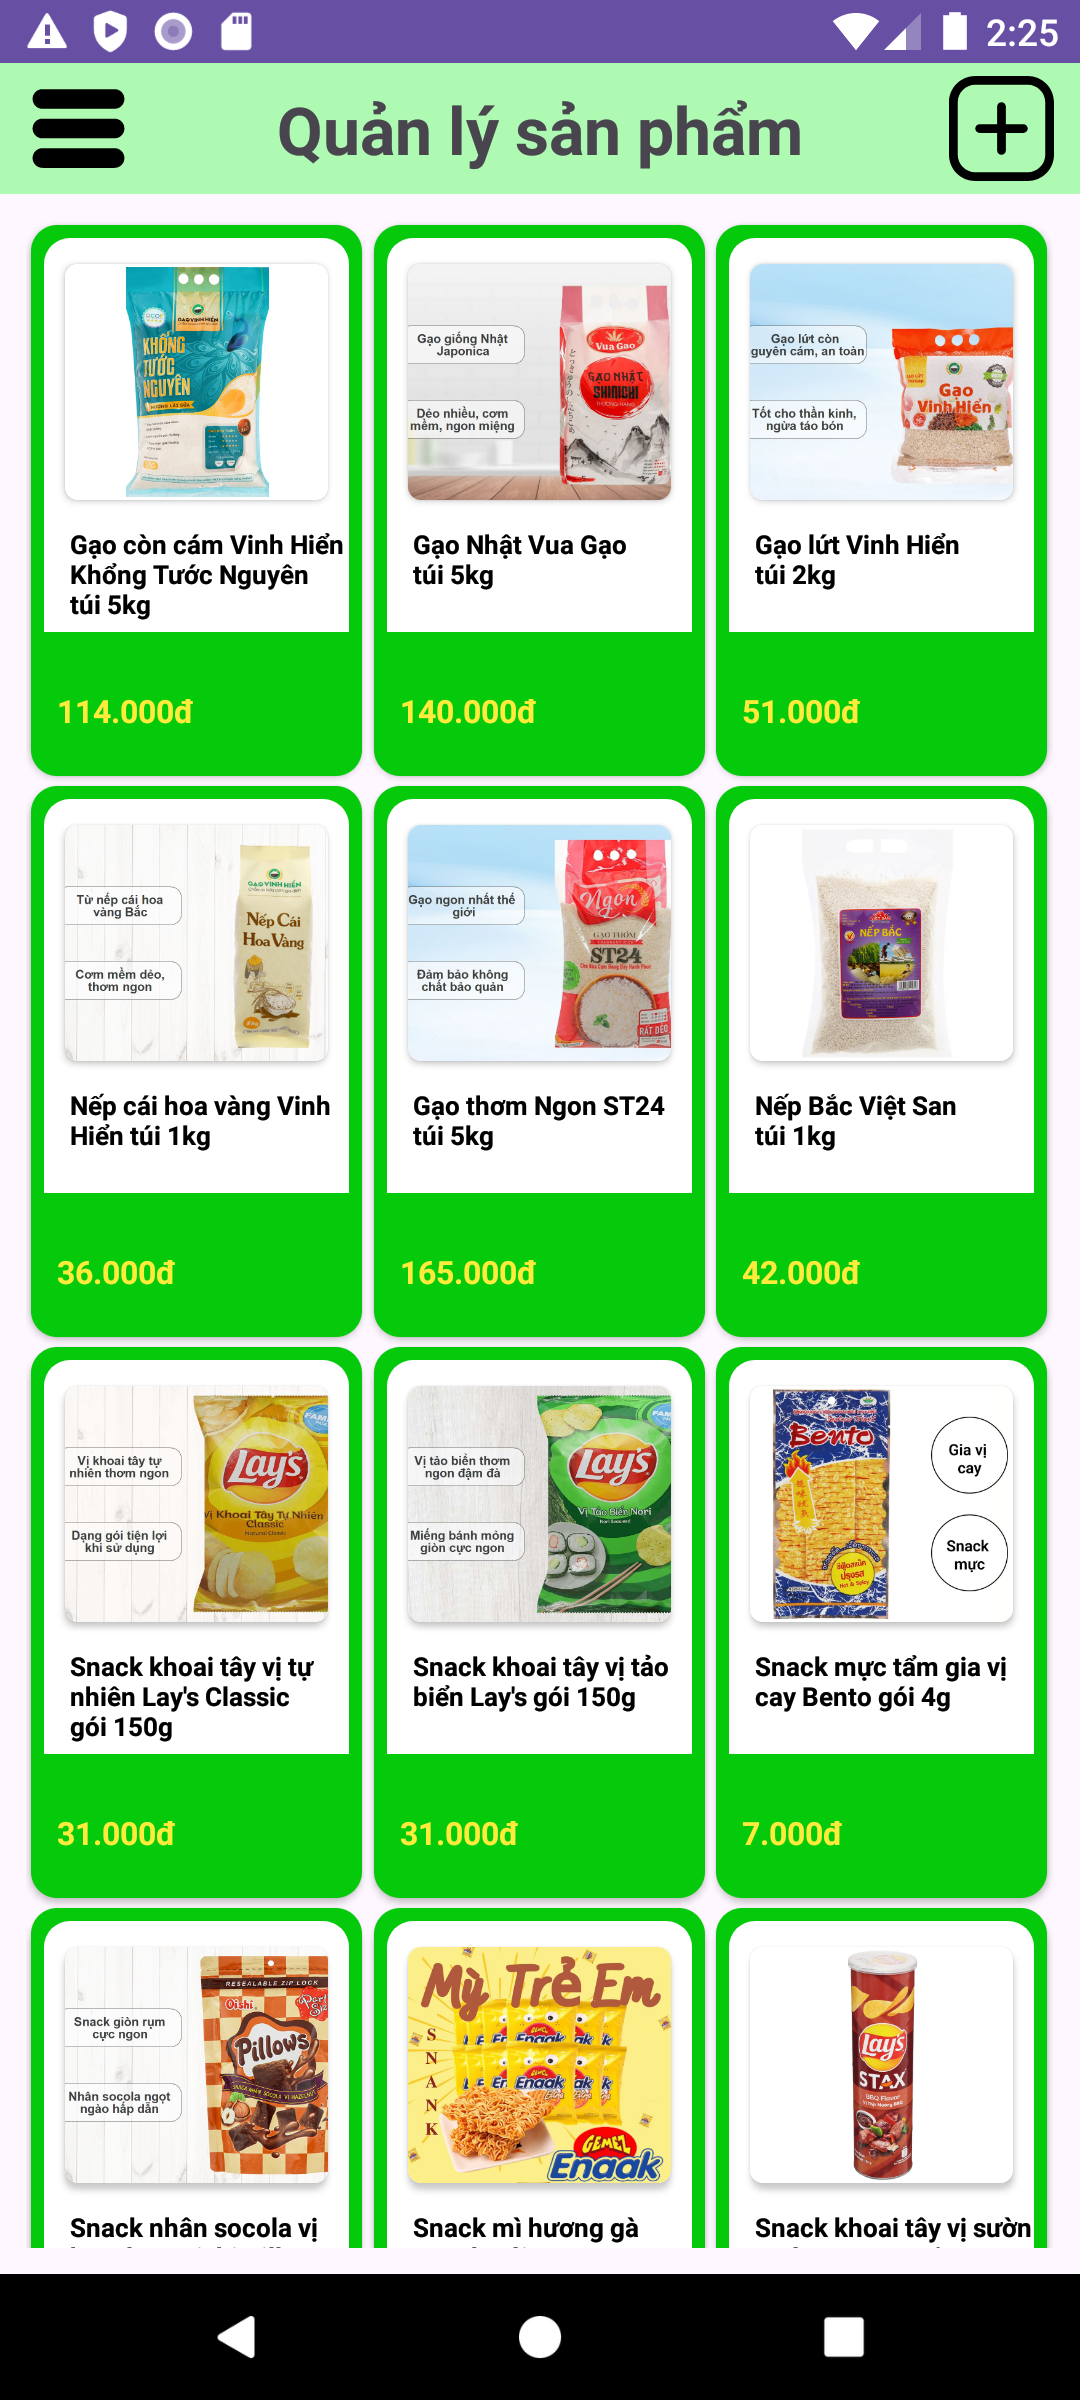 2:25
Quản lý sản phẩm
GẠO VINH HIỂN
KHỔNG
TƯỚC
NGUYÊN
Gạo giống Nhật
Japonica
Dẻo nhiều, cơm
mềm, ngon miệng
Vua Gạo
GẠO NHẬT
SHINICHI
Gạo lứt còn
nguyên cám, an toàn
Tốt cho thần kinh,
ngừa táo bón
Gạo
Vinh Hiển
Gạo còn cám Vinh Hiển
Khổng Tước Nguyên
túi 5kg
Gạo Nhật Vua Gạo
túi 5kg
Gạo lứt Vinh Hiển
túi 2kg
114.000đ
140.000đ
51.000đ
Từ nếp cái hoa
vàng Bắc
Cơm mềm dẻo,
thơm ngon
GẠO VINH HIỂN
Nếp Cái
Hoa Vàng
Gạo ngon nhất thế
giới
Đảm bảo không
chất bảo quản
Ngon
GẠO THƠM
ST24
RẤT DẺO
NẾP BẮC
Nếp cái hoa vàng Vinh
Hiển túi 1kg
Gạo thơm Ngon ST24
túi 5kg
Nếp Bắc Việt San
túi 1kg
36.000đ
165.000đ
42.000đ
Vị khoai tây tự
nhiên thơm ngon
Dạng gói tiện lợi
khi sử dụng
Lay's
Vị Khoai Tây Tự Nhiên
Classic
Natural Classic
Vị tảo biển thơm
ngon đậm đà
Miếng bánh mỏng
giòn cực ngon
Lay's
Vị Tảo Biển Nori
Nori Seaweed
Bento
Gia vị
cay
Snack
mực
Snack khoai tây vị tự
nhiên Lay's Classic
gói 150g
Snack khoai tây vị tảo
biển Lay's gói 150g
Snack mực tẩm gia vị
cay Bento gói 4g
31.000đ
31.000đ
7.000đ
Snack giòn rụm
cực ngon
Nhân socola ngọt
ngào hấp dẫn
RESEALABLE ZIP LOCK
Oishi
Pillows
Mỳ Trẻ Em
SNANK
GEMEZ
Enaak
Lay's
STAX
BBQ Flavor
Snack nhân socola vị
Snack mì hương gà
Snack khoai tây vị sườn